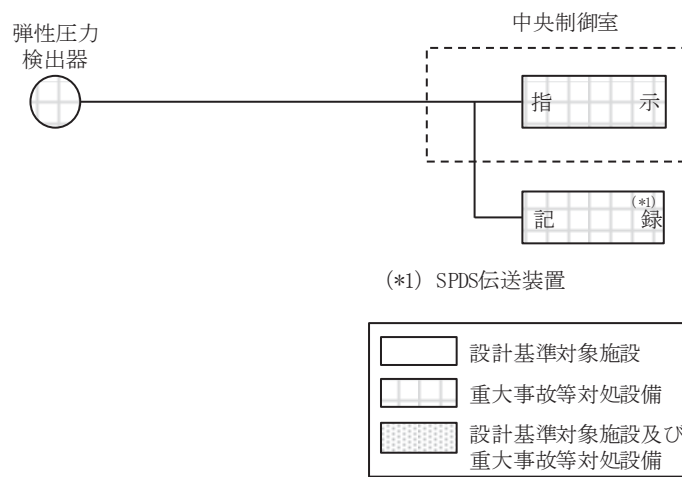 中央制御室
弾性圧力
検出器
指　示
(*1)
記　録
(*1) SPDS伝送装置
設計基準対象施設
重大事故等対処設備
設計基準対象施設及び
重大事故等対処設備